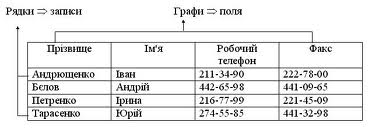 Рядки ⇒ записи Графи ⇒ поля
Прізвище Ім'я Робочий телефон Факс
Андрющенко Іван 211-34-90 222-78-00
Бєлов Андрій 442-65-98 441-09-65
Петренко Ірина 216-77-99 221-45-09
Тарасенко Юрій 274-55-85 441-32-98